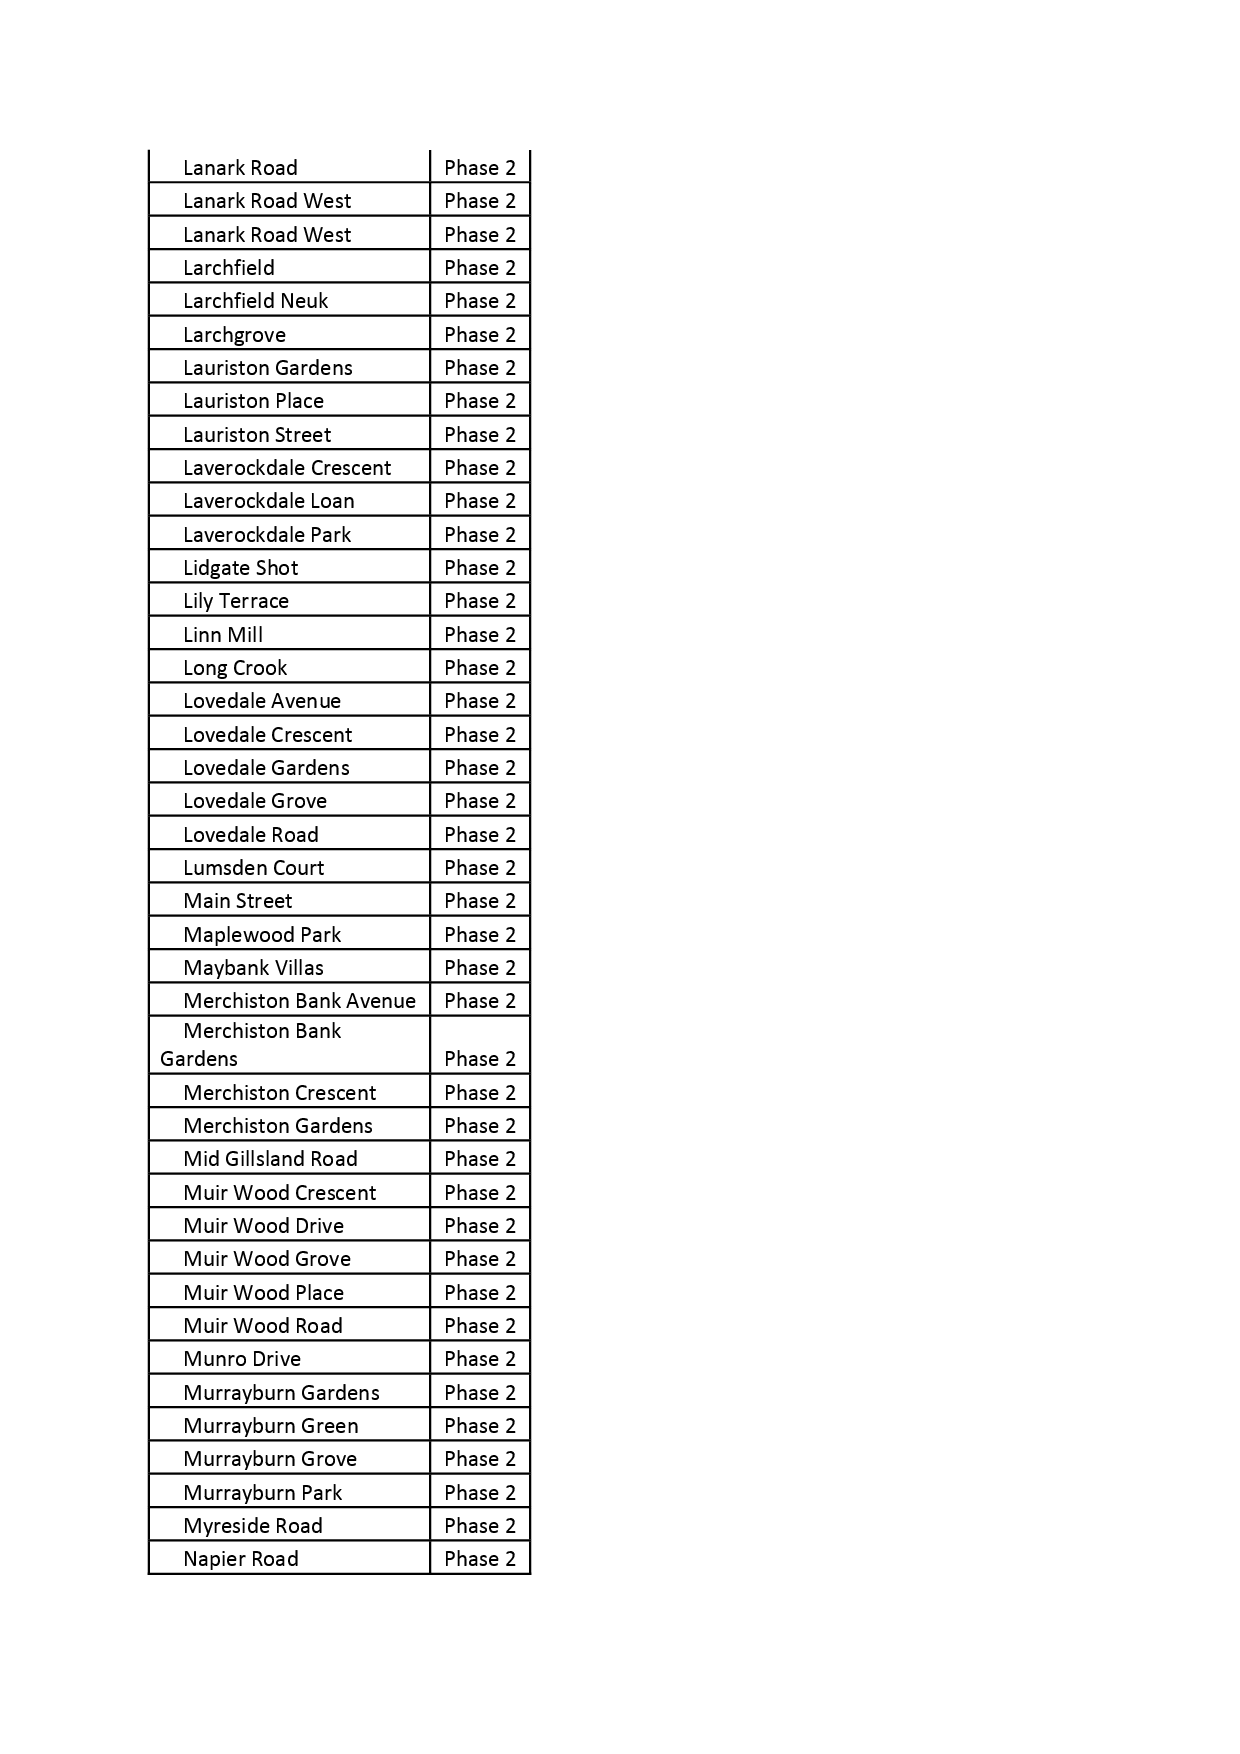 Lanark Road Phase 2
Lanark Road West Phase 2
Lanark Road West Phase 2
Larchfield Phase 2
Larchfield Neuk Phase 2
Larchgrove Phase 2
Lauriston Gardens Phase 2
Lauriston Place Phase 2
Lauriston Street Phase 2
Laverockdale Crescent Phase 2
Laverockdale Loan Phase 2
Laverockdale Park Phase 2
Lidgate Shot Phase 2
Lily Terrace Phase 2
Linn Mill Phase 2
Long Crook Phase 2
Lovedale Avenue Phase 2
Lovedale Crescent Phase 2
Lovedale Gardens Phase 2
Lovedale Grove Phase 2
Lovedale Road Phase 2
Lumsden Court Phase 2
Main Street Phase 2
Maplewood Park Phase 2
Maybank Villas Phase 2
Merchiston Bank Avenue Phase 2
Merchiston Bank
Gardens Phase 2
Merchiston Crescent Phase 2
Merchiston Gardens Phase 2
Mid Gillsland Road Phase 2
Muir Wood Crescent Phase 2
Muir Wood Drive Phase 2
Muir Wood Grove Phase 2
Muir Wood Place Phase 2
Muir Wood Road Phase 2
Munro Drive Phase 2
Murrayburn Gardens Phase 2
Murrayburn Green Phase 2
Murrayburn Grove Phase 2
Murrayburn Park Phase 2
Myreside Road Phase 2
Napier Road Phase 2